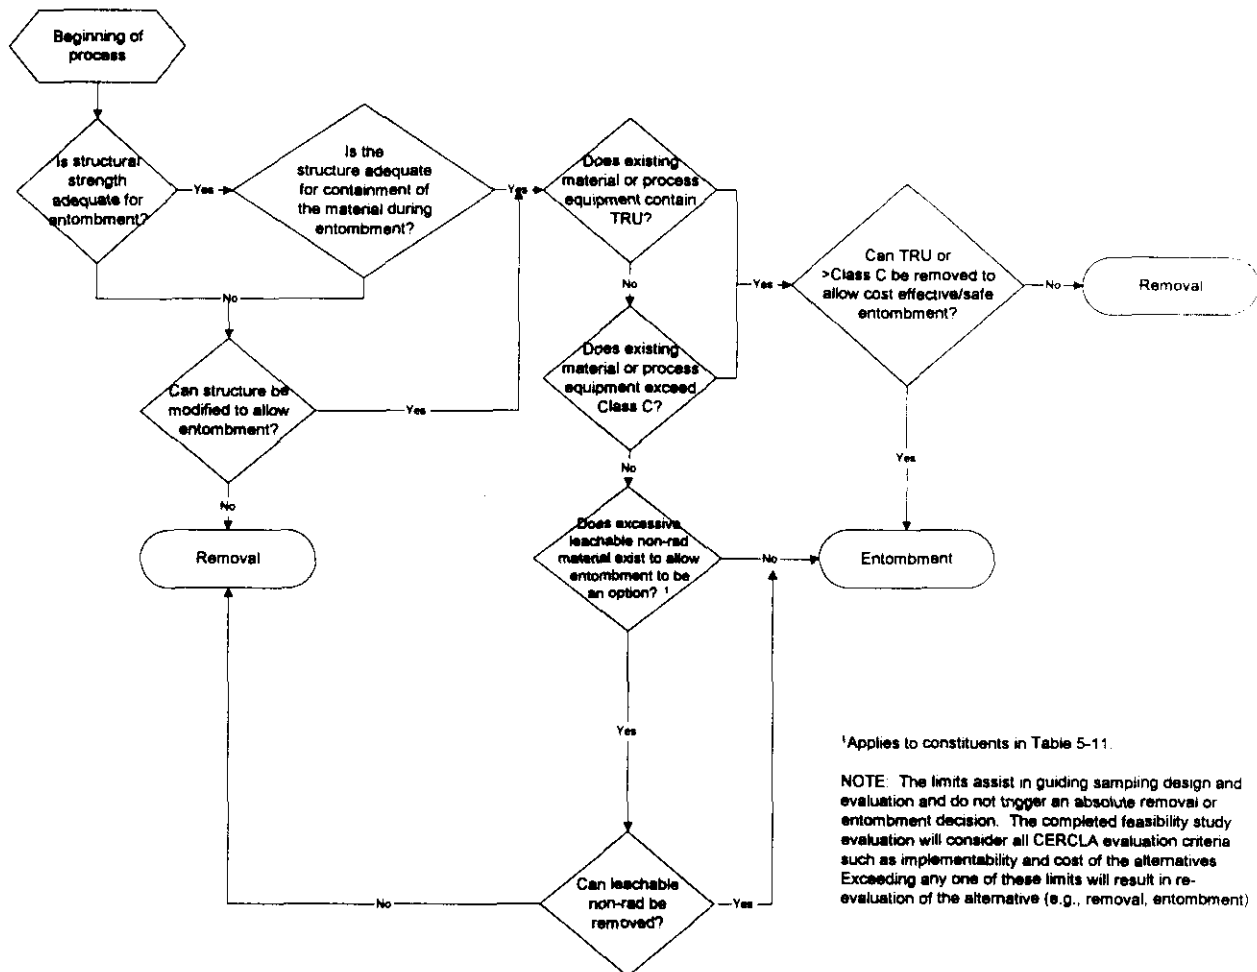 Beginning of
process
Is structural
strength
adequate for
entombment?
Yes
Is the
structure adequate
for containment of
the material during
entombment?
Yes
Does existing
material or process
equipment contain
TRU?
No
Yes
Can TRU or
>Class C be removed to
allow cost effective/safe
entombment?
No
Removal
No
Can structure be
modified to allow
entombment?
Yes
Does existing
material or process
equipment exceed
Class C?
No
Yes
No
Removal
Does excessive
leachable non-rad
material exist to allow
entombment to be
an option? 1
No
Entombment
Yes
Can leachable
non-rad be
removed?
No
Yes
1Applies to constituents in Table 5-11.
NOTE: The limits assist in guiding sampling design and
evaluation and do not trigger an absolute removal or
entombment decision. The completed feasibility study
evaluation will consider all CERCLA evaluation criteria
such as implementability and cost of the alternatives
Exceeding any one of these limits will result in re-
evaluation of the alternative (e.g., removal, entombment)